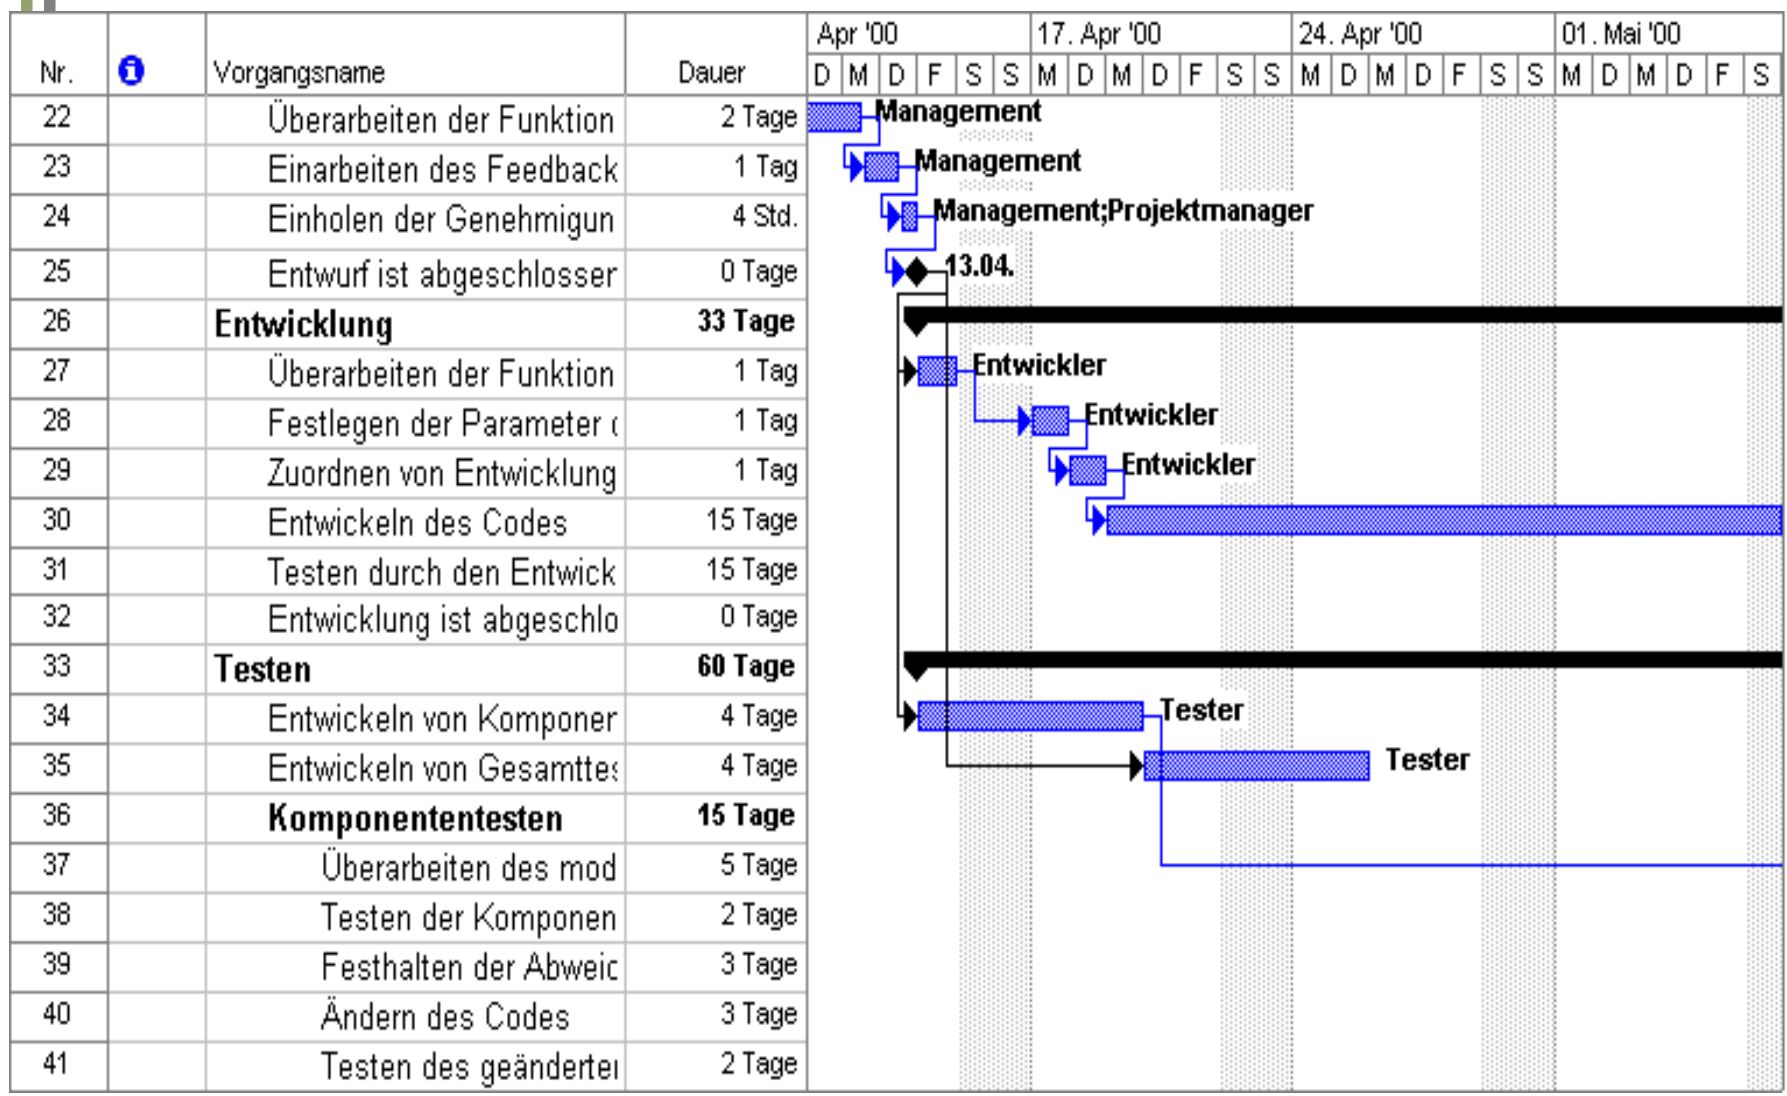 Apr '00 17. Apr '00 24. Apr '00 01. Mai '00
Nr. Vorgangsname Dauer D M D F S S M D M D F S S M D M D F S S M D M D F S
22 Überarbeiten der Funktion 2 Tage Management
23 Einarbeiten des Feedback 1 Tag Management
24 Einholen der Genehmigun 4 Std. Management;Projektmanager
25 Entwurf ist abgeschlosser 0 Tage 13.04.
26 Entwicklung 33 Tage
27 Überarbeiten der Funktion 1 Tag Entwickler
28 Festlegen der Parameter 1 Tag Entwickler
29 Zuordnen von Entwicklung 1 Tag Entwickler
30 Entwickeln des Codes 15 Tage
31 Testen durch den Entwick 15 Tage
32 Entwicklung ist abgeschlo 0 Tage
33 Testen 60 Tage
34 Entwickeln von Komponer 4 Tage Tester
35 Entwickeln von Gesamttes 4 Tage Tester
36 Komponententesten 15 Tage
37 Überarbeiten des mod 5 Tage
38 Testen der Komponen 2 Tage
39 Festhalten der Abweic 3 Tage
40 Ändern des Codes 3 Tage
41 Testen des geänderter 2 Tage